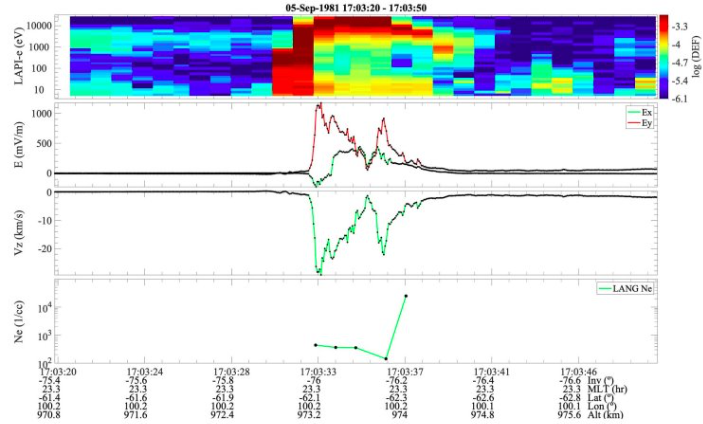 05-Sep-1981 17:03:20 - 17:03:50
LAPI-e (eV)
10000
1000
100
10
-3.3
-4
-4.7
-5.4
-6.1
log (DEF)
E (mV/m)
1000
500
0
Ex
Ey
Vz (km/s)
0
-10
-20
Ne (1/cc)
10^4
10^3
10^2
LANG Ne
17:03:20 17:03:24 17:03:28 17:03:33 17:03:37 17:03:41 17:03:46
-75.4 -75.6 -75.8 -76 -76.2 -76.4 -76.6 Inv (º)
23.3 23.3 23.3 23.3 23.3 23.3 23.3 MLT (hr)
-61.4 -61.6 -61.9 -62.1 -62.3 -62.6 -62.8 Lat (º)
100.2 100.2 100.2 100.2 100.2 100.1 100.1 Lon (º)
970.8 971.6 972.4 973.2 974 974.8 975.6 Alt (km)